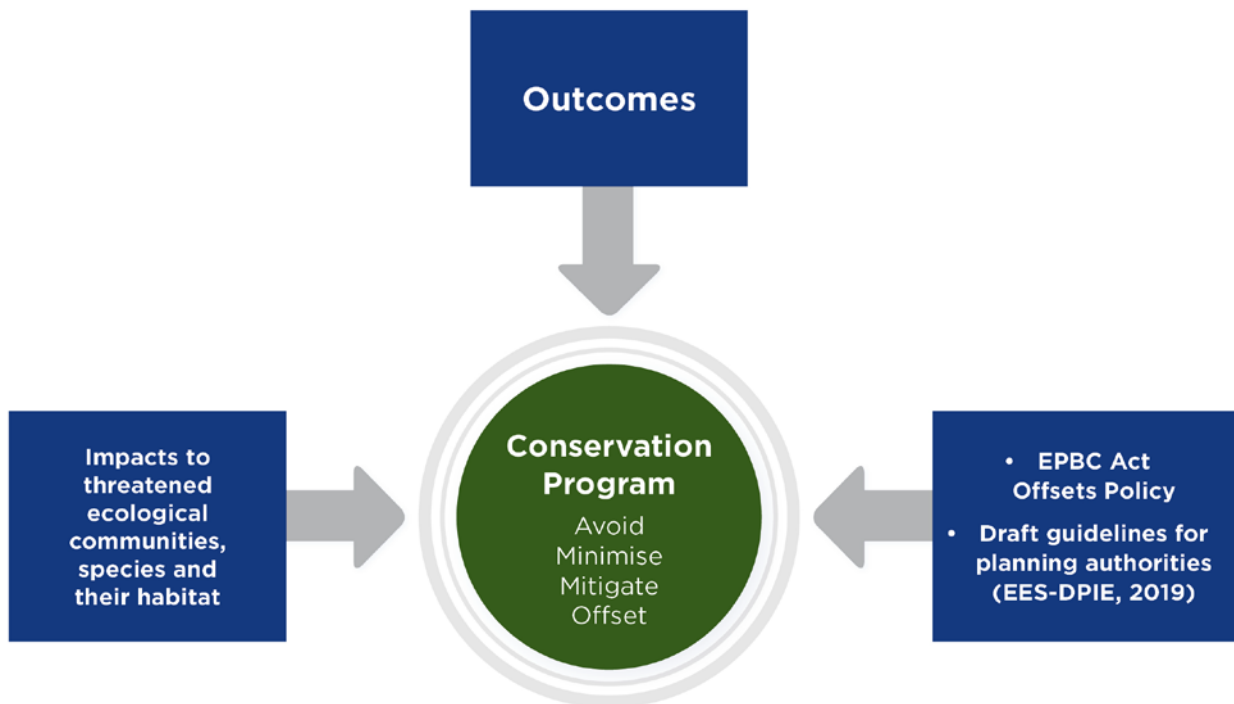 Outcomes
Impacts to
threatened
ecological
communities,
species and
their habitat
Conservation
Program
Avoid
Minimise
Mitigate
Offset
• EPBC Act
Offsets Policy
• Draft guidelines for
planning authorities
(EES-DPIE, 2019)